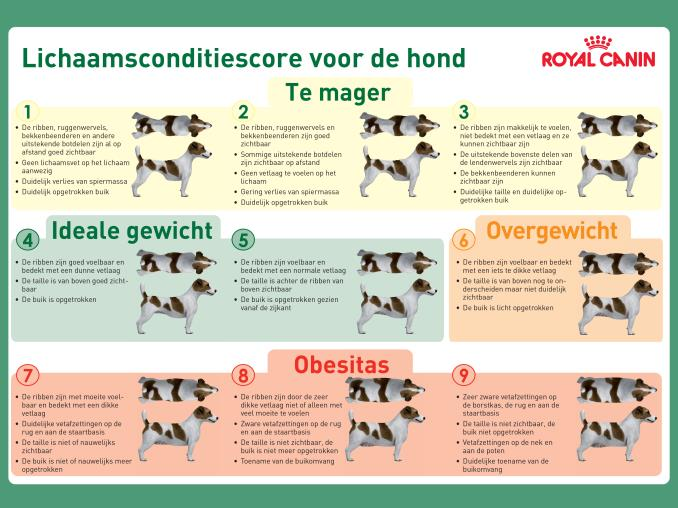 Lichaamsconditiescore voor de hond
ROYAL CANIN
Te mager
1
• De ribben, ruggenwervels,
bekkenbeenderen en andere
uitstekende botdelen zijn al op
afstand goed zichtbaar
• Geen lichaamsvet op het lichaam
aanwezig
• Duidelijk verlies van spiermassa
• Duidelijk opgetrokken buik
2
• De ribben, ruggenwervels en
bekkenbeenderen zijn goed
zichtbaar
• Sommige uitstekende botdelen
zijn zichtbaar op afstand
• Geen vetlaag te voelen op het
lichaam
• Gering verlies van spiermassa
• Duidelijk opgetrokken buik
3
• De ribben zijn makkelijk te voelen,
niet bedekt met een vetlaag en ze
kunnen zichtbaar zijn
• De uitstekende bovenste delen van
de lendenwervels zijn zichtbaar
• De bekkenbeenderen kunnen
zichtbaar zijn
• Duidelijke taille en duidelijke op-
getrokken buik
Ideale gewicht
4
• De ribben zijn goed voelbaar en
bedekt met een dunne vetlaag
• De taille is van boven goed zicht-
baar
• De buik is opgetrokken
5
• De ribben zijn voelbaar en
bedekt met een normale vetlaag
• De taille is achter de ribben van
boven zichtbaar
• De buik is opgetrokken gezien
vanaf de zijkant
Overgewicht
6
• De ribben zijn voelbaar en bedekt
met een iets te dikke vetlaag
• De taille is van boven nog te on-
derscheiden maar niet duidelijk
zichtbaar
• De buik is licht opgetrokken
Obesitas
7
• De ribben zijn met moeite voel-
baar en bedekt met een dikke
vetlaag
• Duidelijke vetafzettingen op de
rug en aan de staartbasis
• De taille is niet of nauwelijks
zichtbaar
• De buik is niet of nauwelijks meer
opgetrokken
8
• De ribben zijn door de zeer
dikke vetlaag niet of alleen met
veel moeite te voelen
• Zware vetafzettingen op de rug
en aan de staartbasis
• De taille is niet zichtbaar, de
buik is niet meer opgetrokken
• Toename van de buikomvang
9
• Zeer zware vetafzettingen op
de borstkas, de rug en aan de
staartbasis
• De taille is niet zichtbaar, de
buik niet opgetrokken
• Vetafzettingen op de nek en
aan de poten
• Duidelijke toename van de
buikomvang